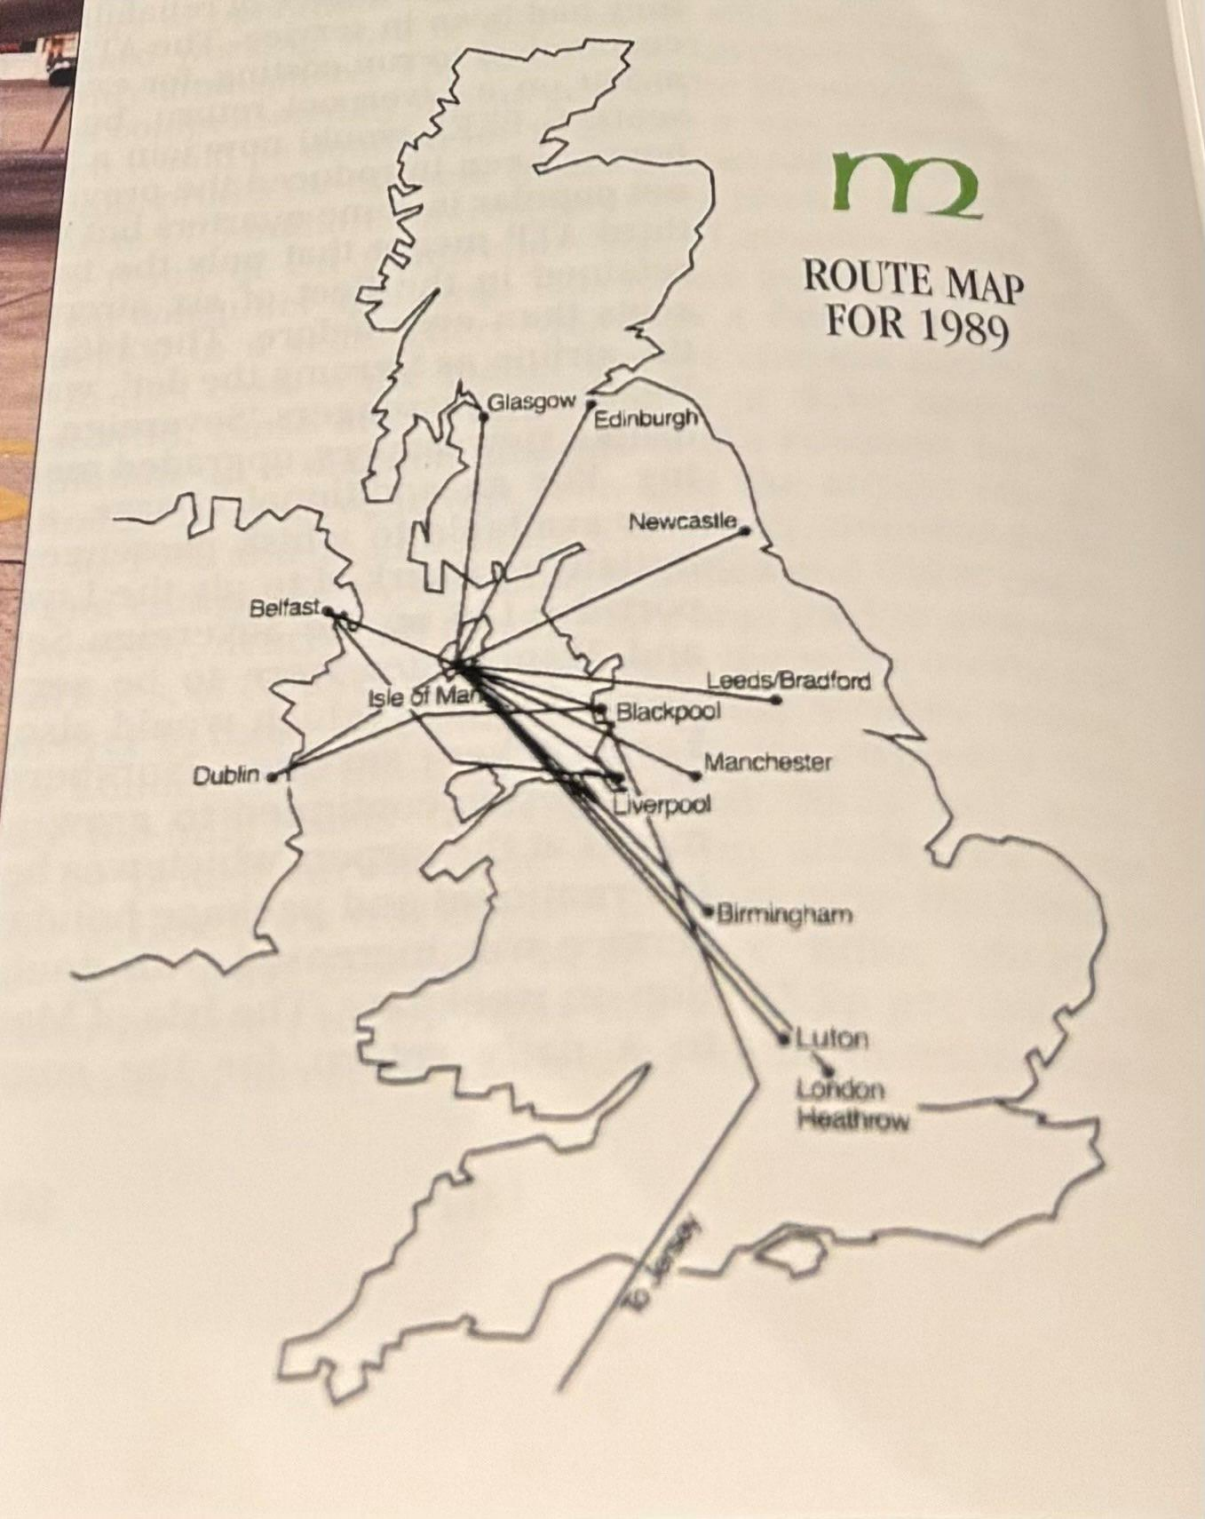 m
ROUTE MAP
FOR 1989
Glasgow
Edinburgh
Newcastle
Belfast
Isle of Man
Leeds/Bradford
Blackpool
Dublin
Manchester
Liverpool
Birmingham
Luton
London
Heathrow
To Jersey